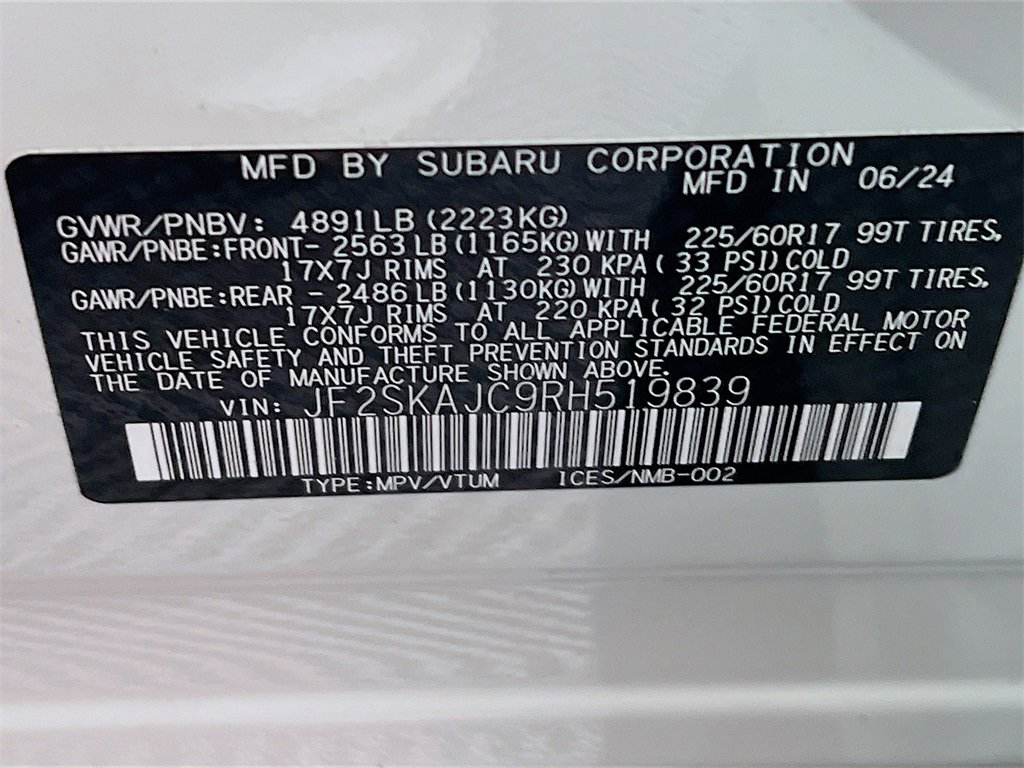 MFD BY SUBARU CORPORATION
MFD IN 06/24
GVWR/PNBV: 4891LB (2223KG)
GAWR/PNBE:FRONT- 2563LB(1165KG)WITH 225/60R17 99T TIRES,
17X7J RIMS AT 230 KPA( 33 PSI)COLD
GAWR/PNBE:REAR - 2486LB(1130KG)WITH 225/60R17 99T TIRES,
17X7J RIMS AT 220 KPA( 32 PSI)COLD
THIS VEHICLE CONFORMS TO ALL APPLICABLE FEDERAL MOTOR
VEHICLE SAFETY AND THEFT PREVENTION STANDARDS IN EFFECT ON
THE DATE OF MANUFACTURE SHOWN ABOVE.
VIN: JF2SKAJC9RH519839
TYPE:MPV/VTUM ICES/NMB-002